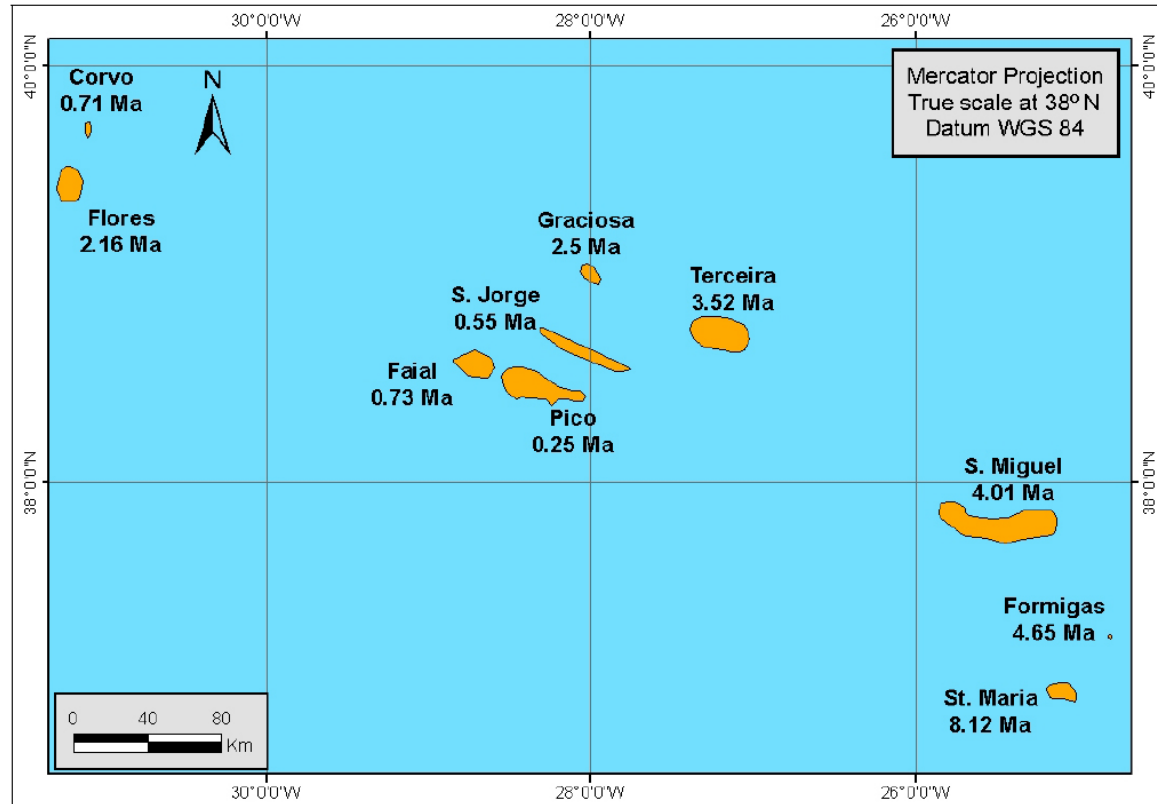 30°0'0"W
28°0'0"W
26°0'0"W
40°0'0"N
40°0'0"N
Corvo
0.71 Ma
N
Mercator Projection
True scale at 38º N
Datum WGS 84
Flores
2.16 Ma
Graciosa
2.5 Ma
Terceira
3.52 Ma
S. Jorge
0.55 Ma
Faial
0.73 Ma
Pico
0.25 Ma
38°0'0"N
38°0'0"N
S. Miguel
4.01 Ma
Formigas
4.65 Ma
St. Maria
8.12 Ma
0 40 80
Km
30°0'0"W
28°0'0"W
26°0'0"W